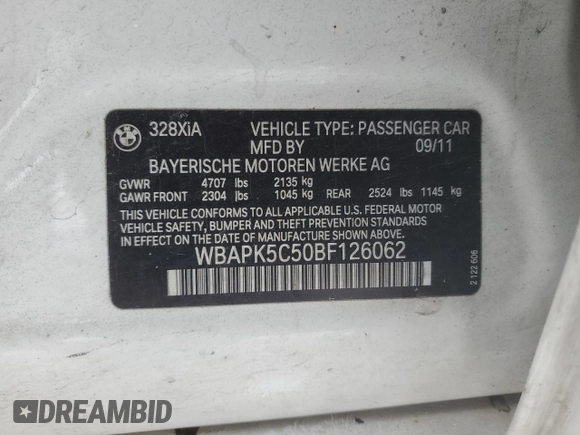 328XiA VEHICLE TYPE: PASSENGER CAR
MFD BY 09/11
BAYERISCHE MOTOREN WERKE AG
GVWR 4707 lbs 2135 kg
GAWR FRONT 2304 lbs 1045 kg REAR 2524 lbs 1145 kg
THIS VEHICLE CONFORMS TO ALL APPLICABLE U.S. FEDERAL MOTOR
VEHICLE SAFETY, BUMPER AND THEFT PREVENTION STANDARDS
IN EFFECT ON THE DATE OF MANUFACTURE SHOWN ABOVE.
WBAPK5C50BF126062
2 122 606
BMW
DREAMBID